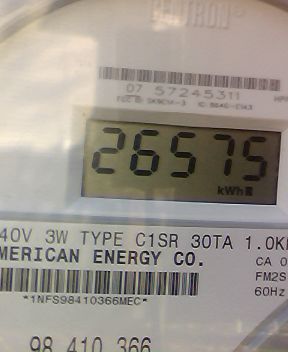 CENTRON
07 57245311
26575
kWh
40V 3W TYPE C1SR 30TA 1.0K
MERICAN ENERGY CO.
CA 0
FM2S
60Hz
*1NFS98410366MEC*
98 410 366